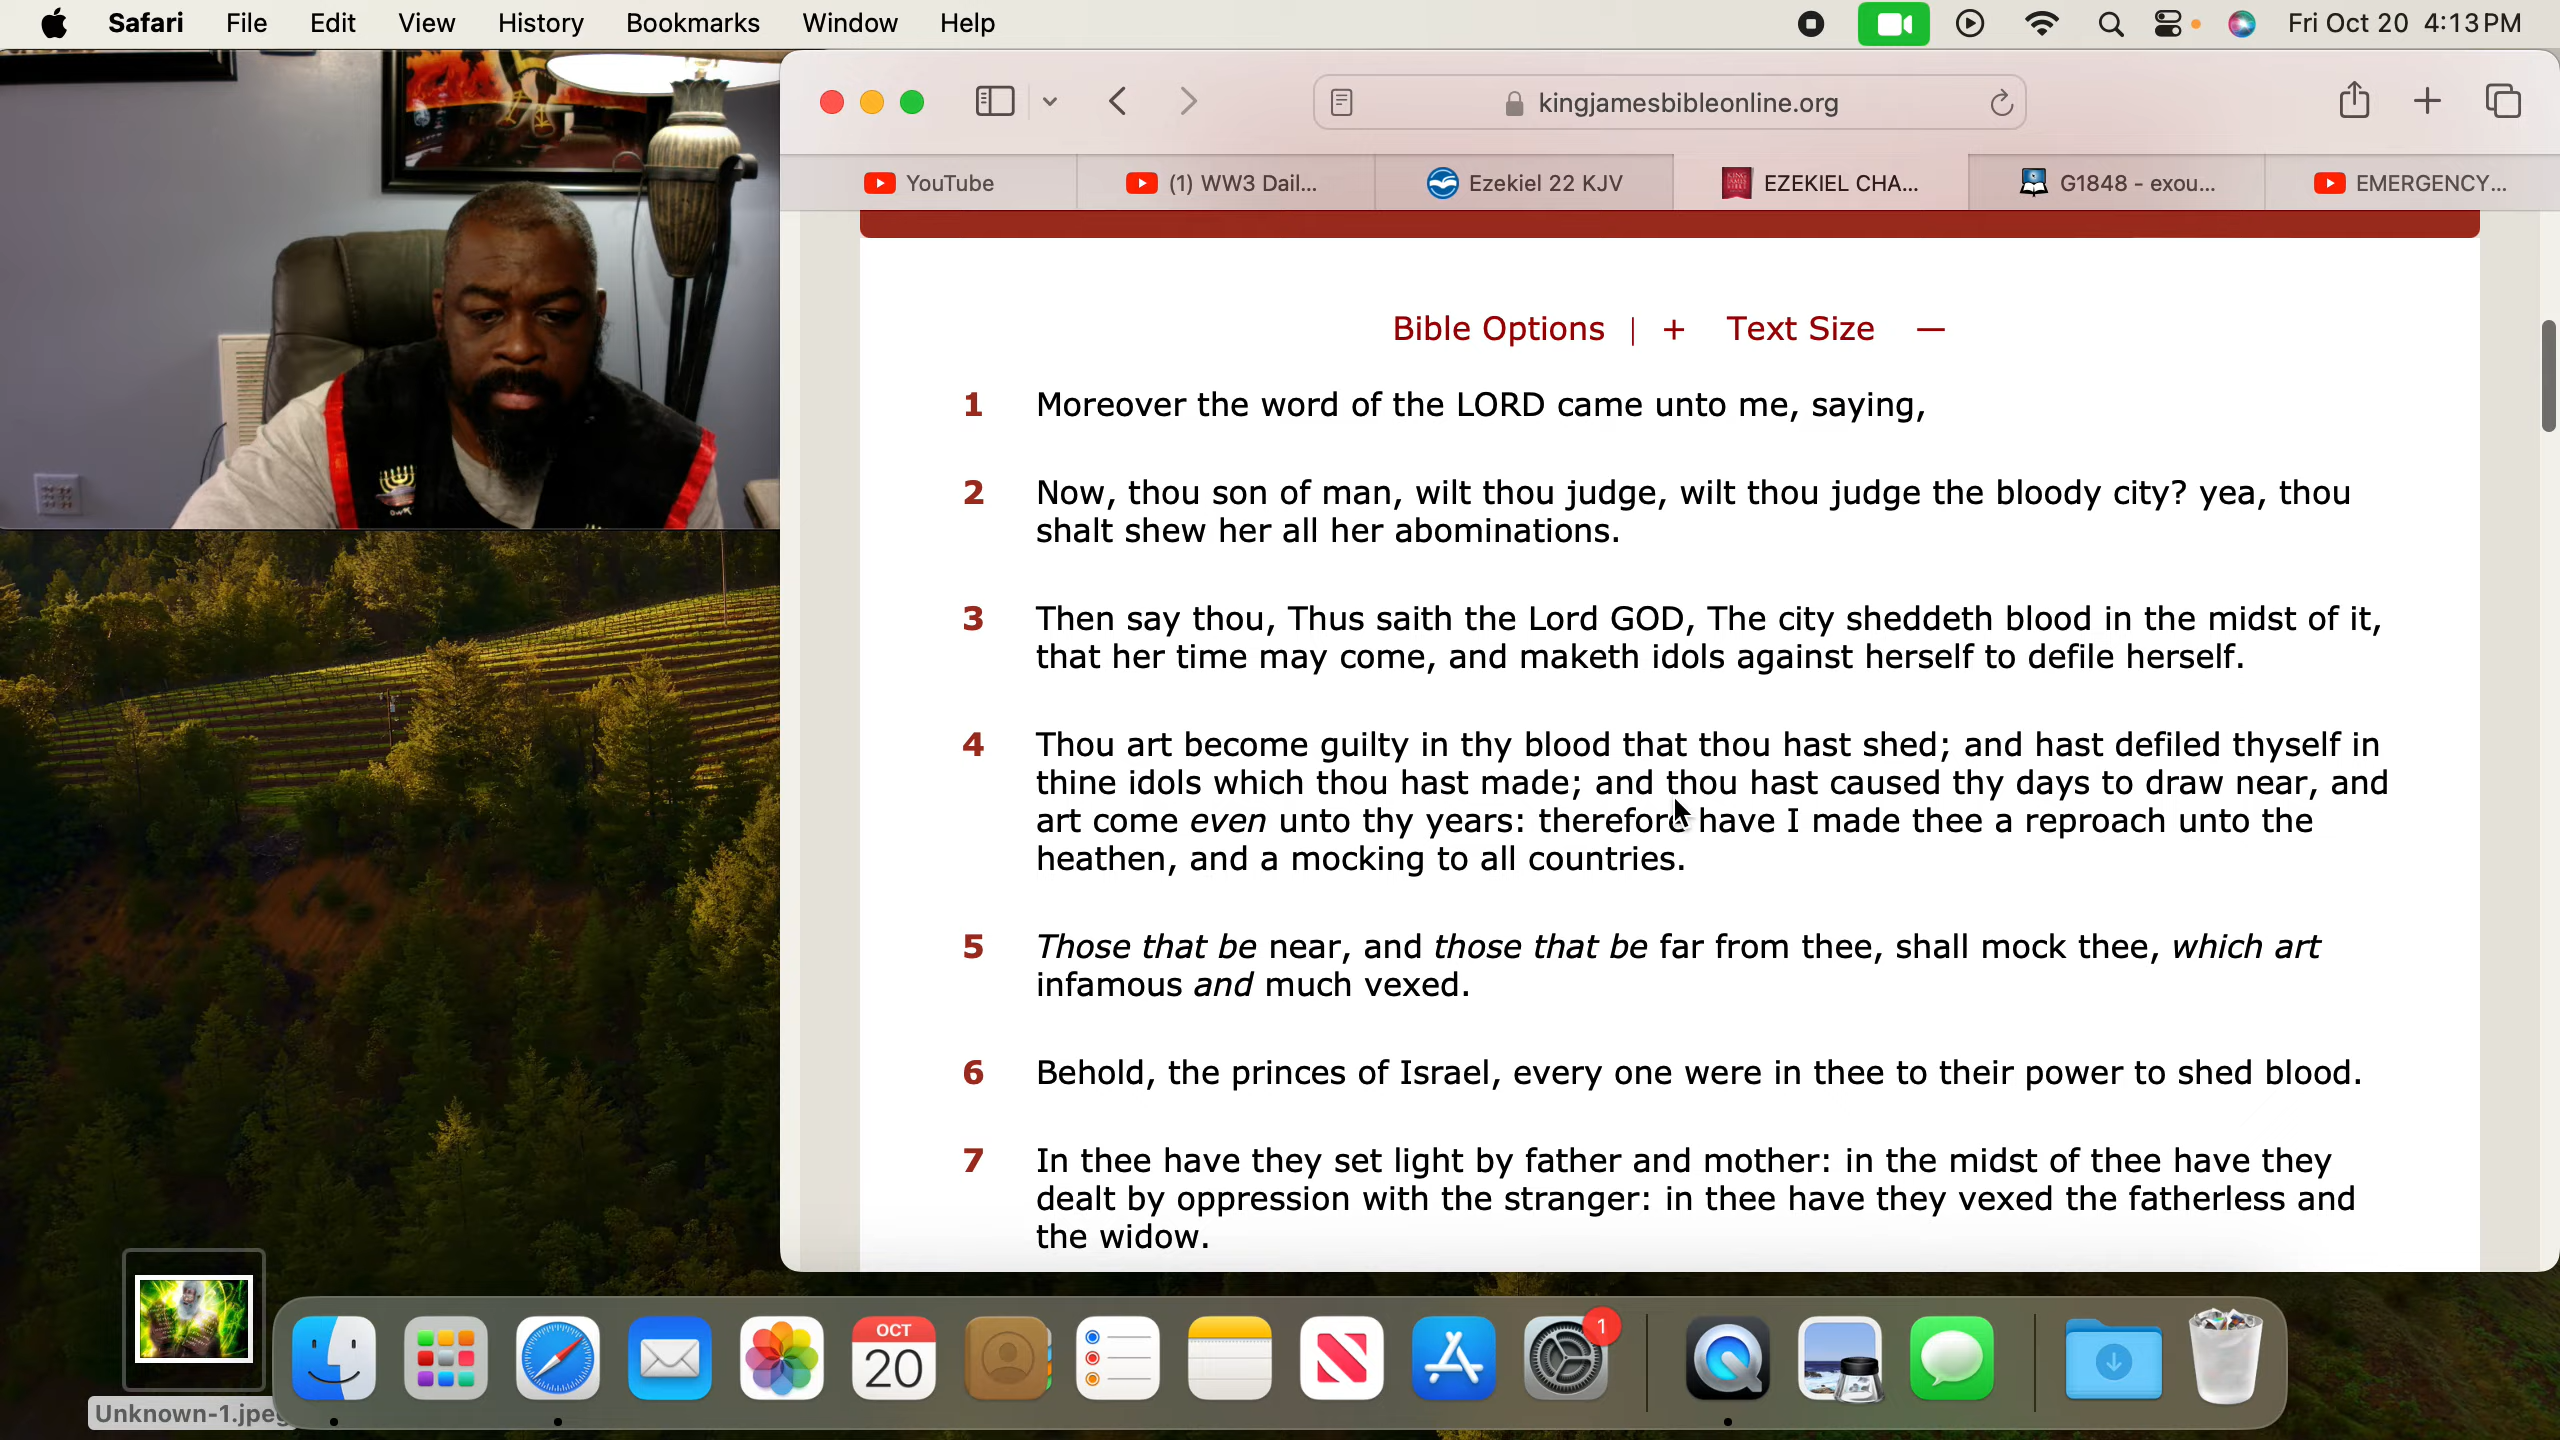 Safari File Edit View History Bookmarks Window Help Fri Oct 20 4:13 PM
kingjamesbibleonline.org
YouTube (1) WW3 Dail... Ezekiel 22 KJV EZEKIEL CHA... G1848 - exou... EMERGENCY...
Bible Options | + Text Size —
1 Moreover the word of the LORD came unto me, saying,
2 Now, thou son of man, wilt thou judge, wilt thou judge the bloody city? yea, thou
shalt shew her all her abominations.
3 Then say thou, Thus saith the Lord GOD, The city sheddeth blood in the midst of it,
that her time may come, and maketh idols against herself to defile herself.
4 Thou art become guilty in thy blood that thou hast shed; and hast defiled thyself in
thine idols which thou hast made; and thou hast caused thy days to draw near, and
art come even unto thy years: therefore have I made thee a reproach unto the
heathen, and a mocking to all countries.
5 Those that be near, and those that be far from thee, shall mock thee, which art
infamous and much vexed.
6 Behold, the princes of Israel, every one were in thee to their power to shed blood.
7 In thee have they set light by father and mother: in the midst of thee have they
dealt by oppression with the stranger: in thee have they vexed the fatherless and
the widow.
OCT
20
1
Unknown-1.jpeg